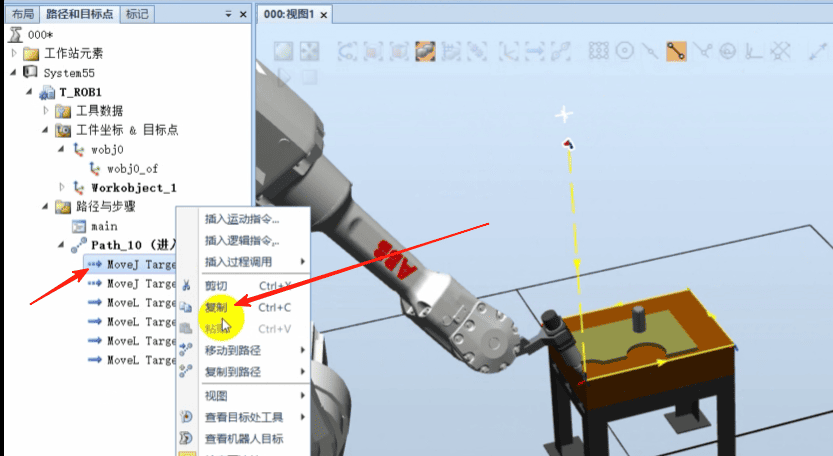 布局 路径和目标点 标记
000:视图1
000*
工作站元素
System55
T_ROB1
工具数据
工件坐标 & 目标点
wobj0
wobj0_of
Workobject_1
路径与步骤
main
Path_10 (进入
MoveJ Targe
MoveJ Targe
MoveL Targe
MoveL Targe
MoveL Targe
MoveL Targe
插入运动指令...
插入逻辑指令...
插入过程调用
剪切 Ctrl+X
复制 Ctrl+C
粘贴 Ctrl+V
移动到路径
复制到路径
视图
查看目标处工具
查看机器人目标
ABB